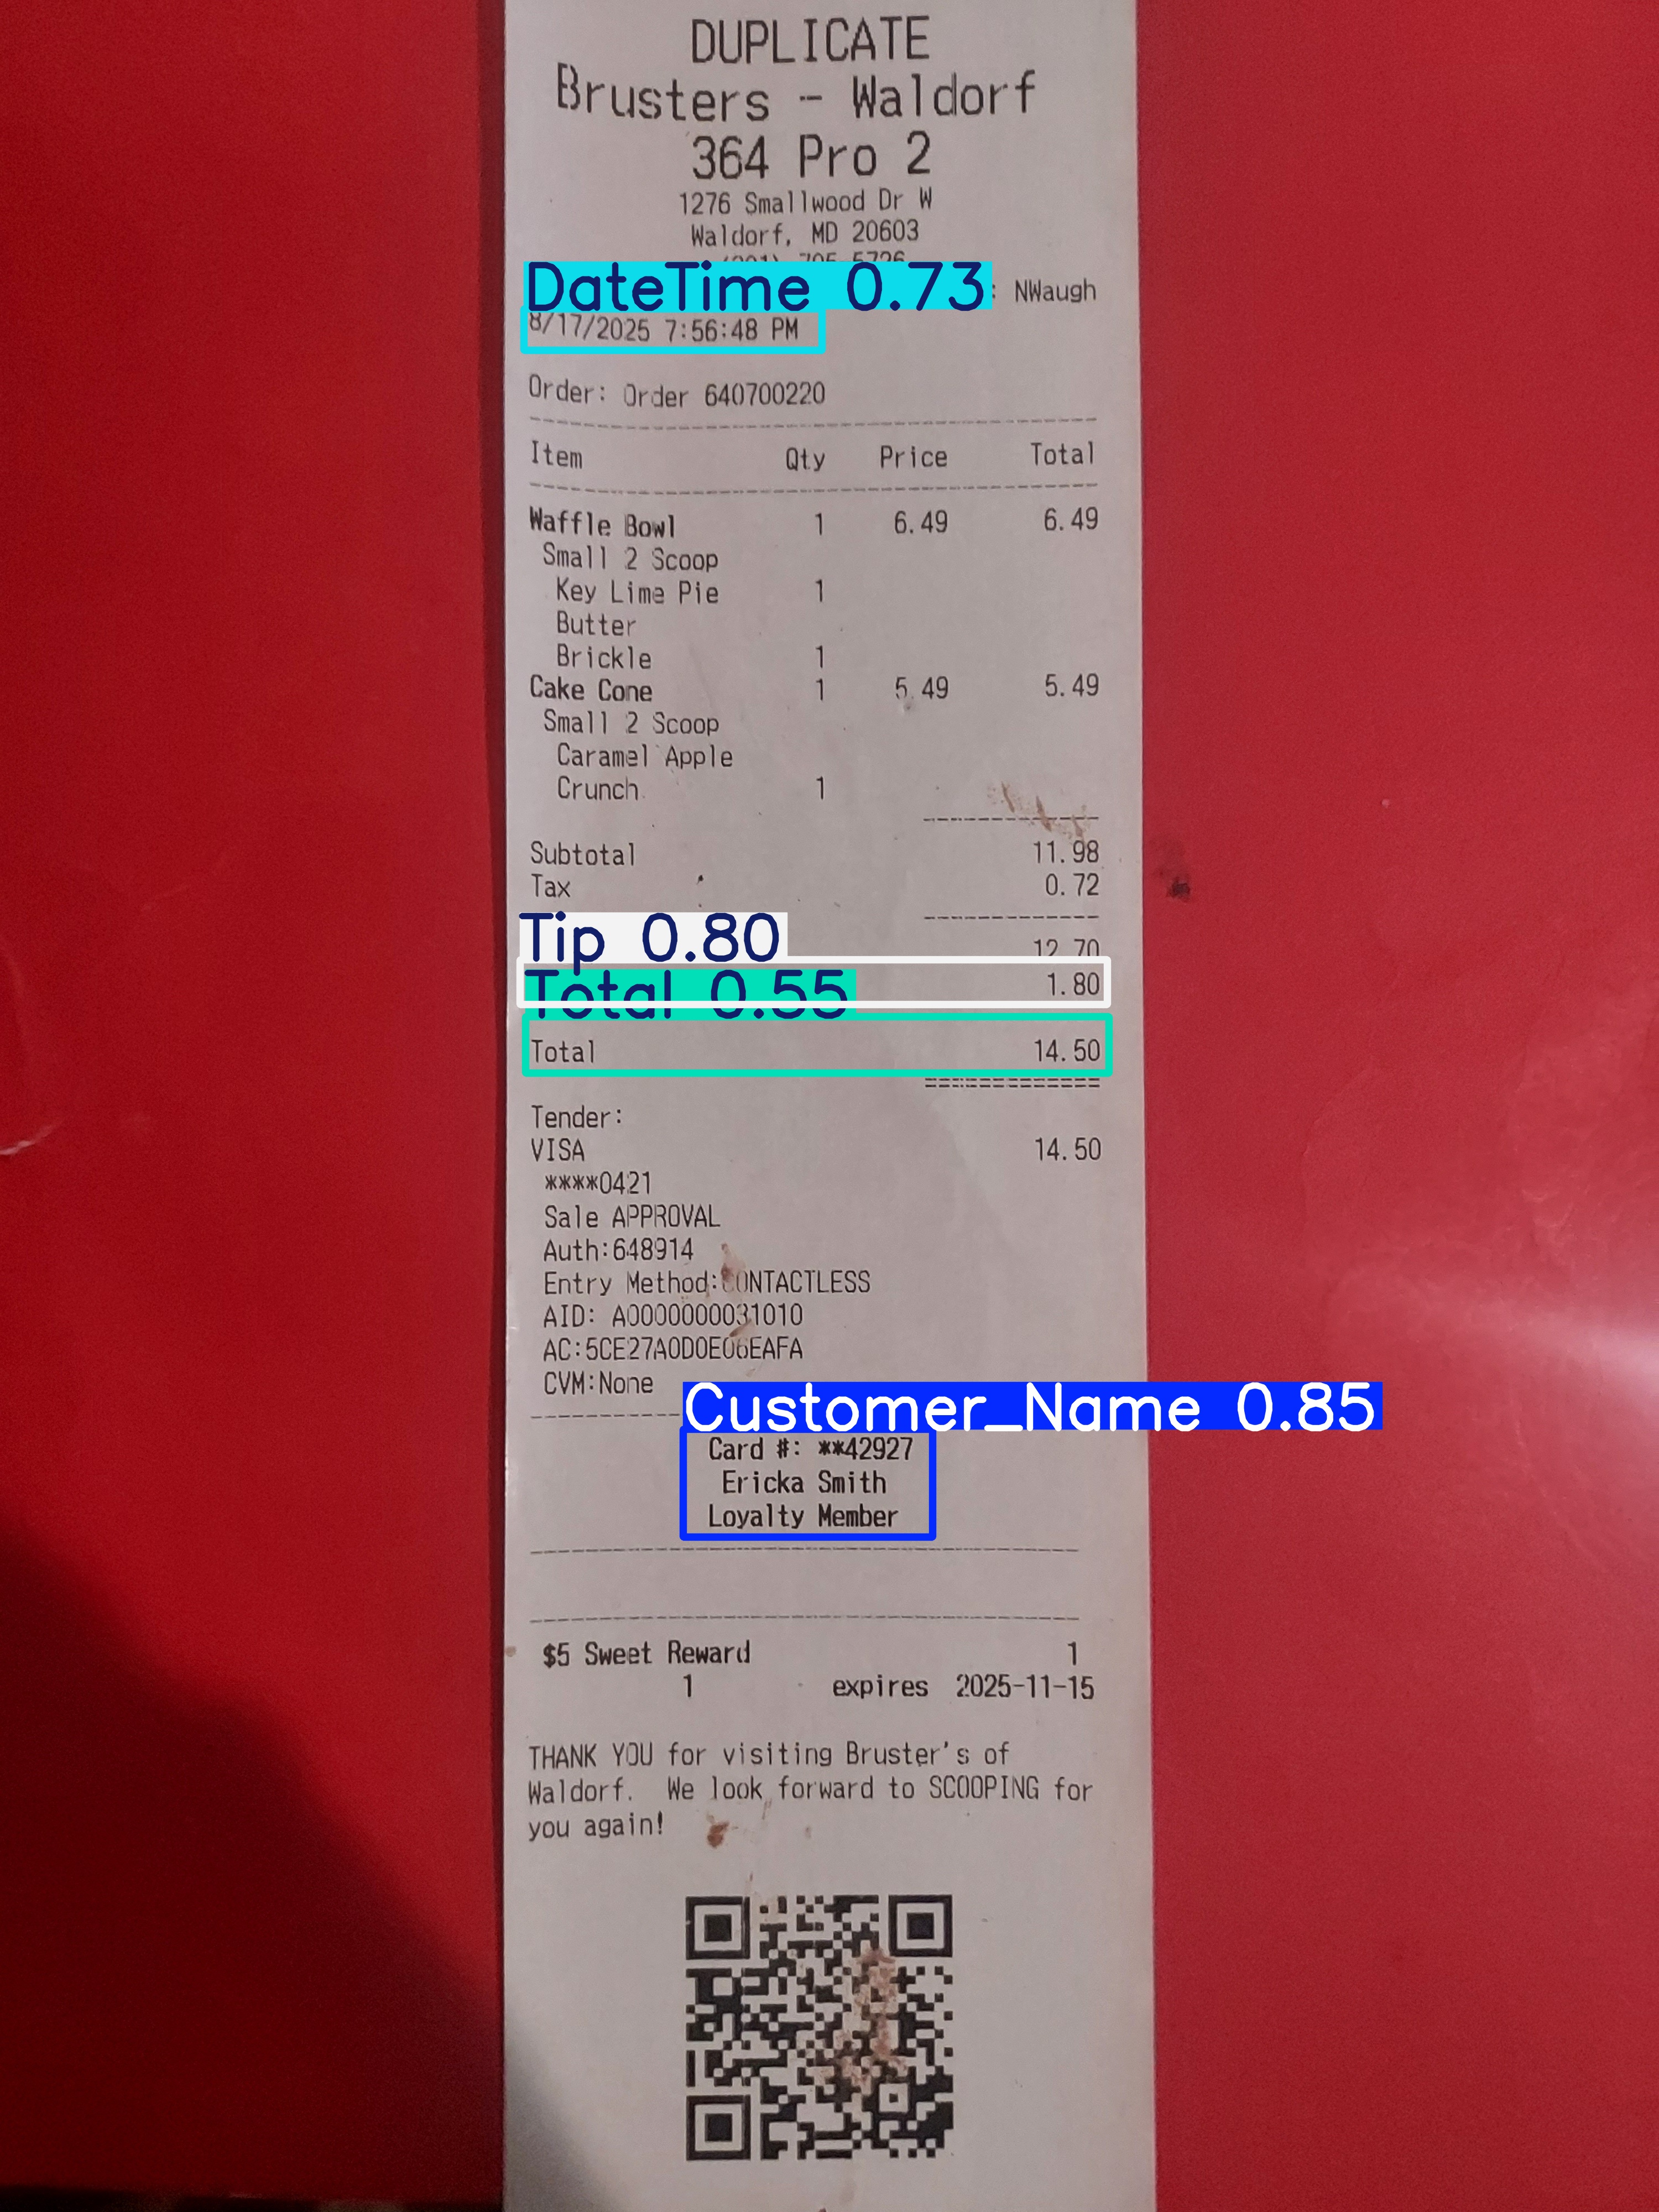 DUPLICATE
Brusters - Waldorf
364 Pro 2
1276 Smallwood Dr W
Waldorf, MD 20603
DateTime 0.73 : NWaugh
8/17/2025 7:56:48 PM
Order: Order 640700220
Item Qty Price Total
Waffle Bowl 1 6.49 6.49
Small 2 Scoop
Key Lime Pie 1
Butter
Brickle 1
Cake Cone 1 5.49 5.49
Small 2 Scoop
Caramel Apple
Crunch 1
Subtotal 11.98
Tax 0.72
Tip 0.80 12.70
Total 0.55 1.80
Total 14.50
Tender:
VISA 14.50
****0421
Sale APPROVAL
Auth:648914
Entry Method:CONTACTLESS
AID: A0000000031010
AC:5CE27A0D0E06EAFA
CVM:None
Customer_Name 0.85
Card #: **42927
Ericka Smith
Loyalty Member
$5 Sweet Reward 1
1 expires 2025-11-15
THANK YOU for visiting Bruster's of
Waldorf. We look forward to SCOOPING for
you again!